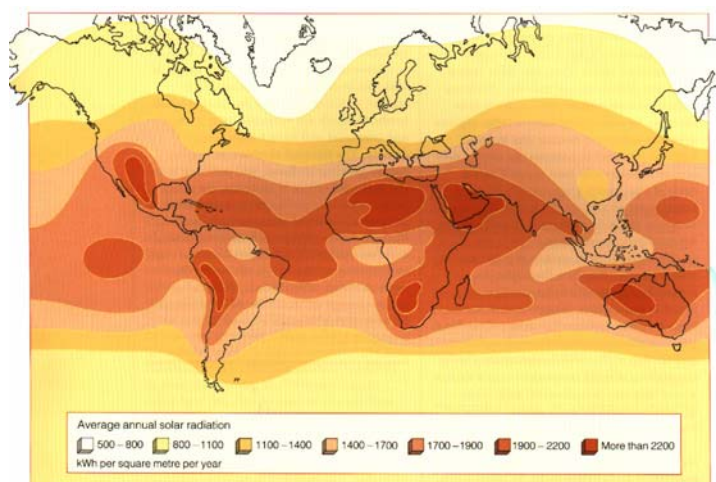 Average annual solar radiation
500 – 800 800 – 1100 1100 – 1400 1400 – 1700 1700 – 1900 1900 – 2200 More than 2200
kWh per square metre per year